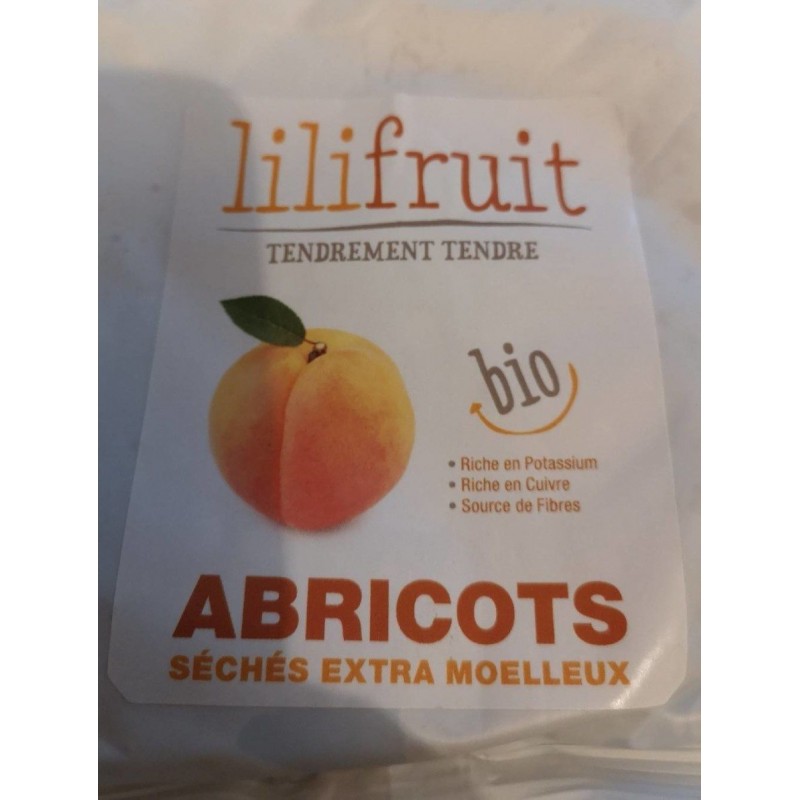 lilifruit
TENDREMENT TENDRE
bio
• Riche en Potassium
• Riche en Cuivre
• Source de Fibres
ABRICOTS
SÉCHÉS EXTRA MOELLEUX